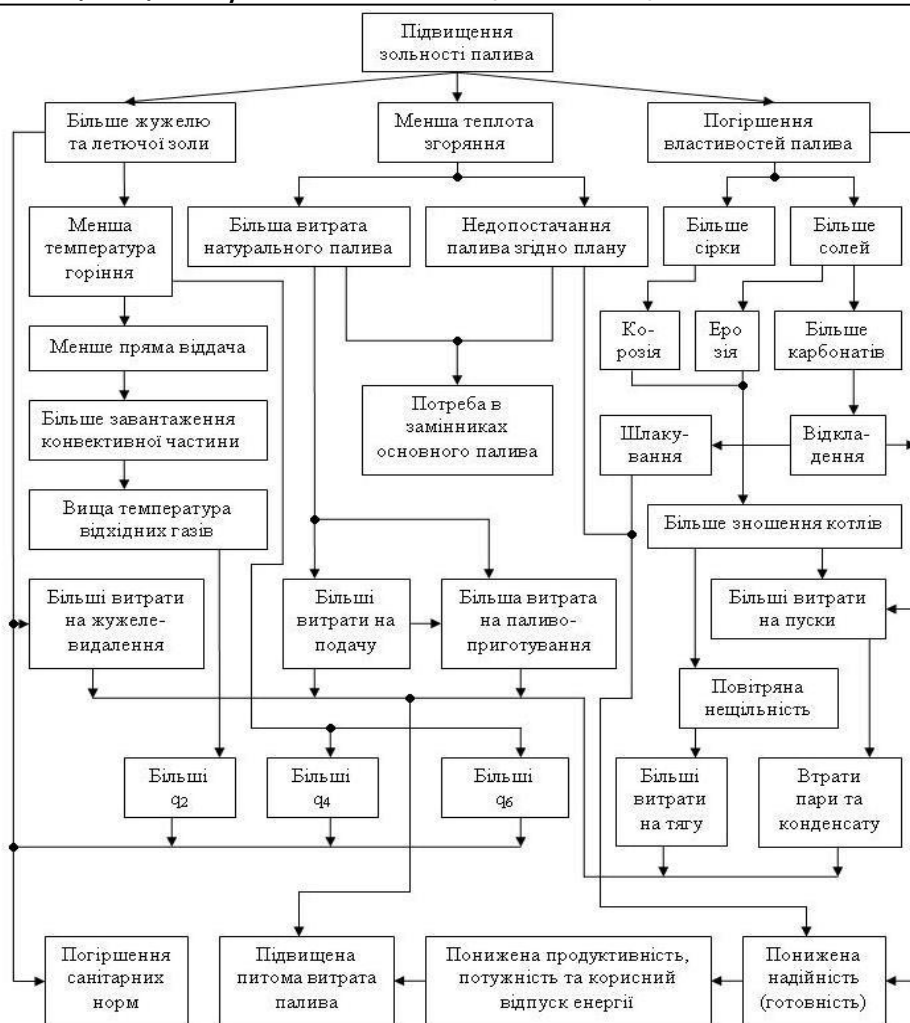 Підвищення
зольності палива
Більше жужелю
та летючої золи
Менша теплота
згоряння
Погіршення
властивостей палива
Менша
температура
горіння
Більша витрата
натурального палива
Недопостачання
палива згідно плану
Більше
сірки
Більше
солей
Менше пряма віддача
Ко-
розія
Еро
зія
Більше
карбонатів
Більше завантаження
конвективної частини
Потреба в
замінниках
основного палива
Шлаку-
вання
Відкла-
дення
Вища температура
відхідних газів
Більше зношення котлів
Більші витрати
на жужеле-
видалення
Більші
витрати на
подачу
Більша витрата
на паливо-
приготування
Більші витрати
на пуски
Повітряна
нещільність
Більші
q2
Більші
q4
Більші
q6
Більші
витрати
на тягу
Втрати
пари та
конденсату
Погіршення
санітарних
норм
Підвищена
питома витрата
палива
Понижена продуктивність,
потужність та корисний
відпуск енергії
Понижена
надійність
(готовність)